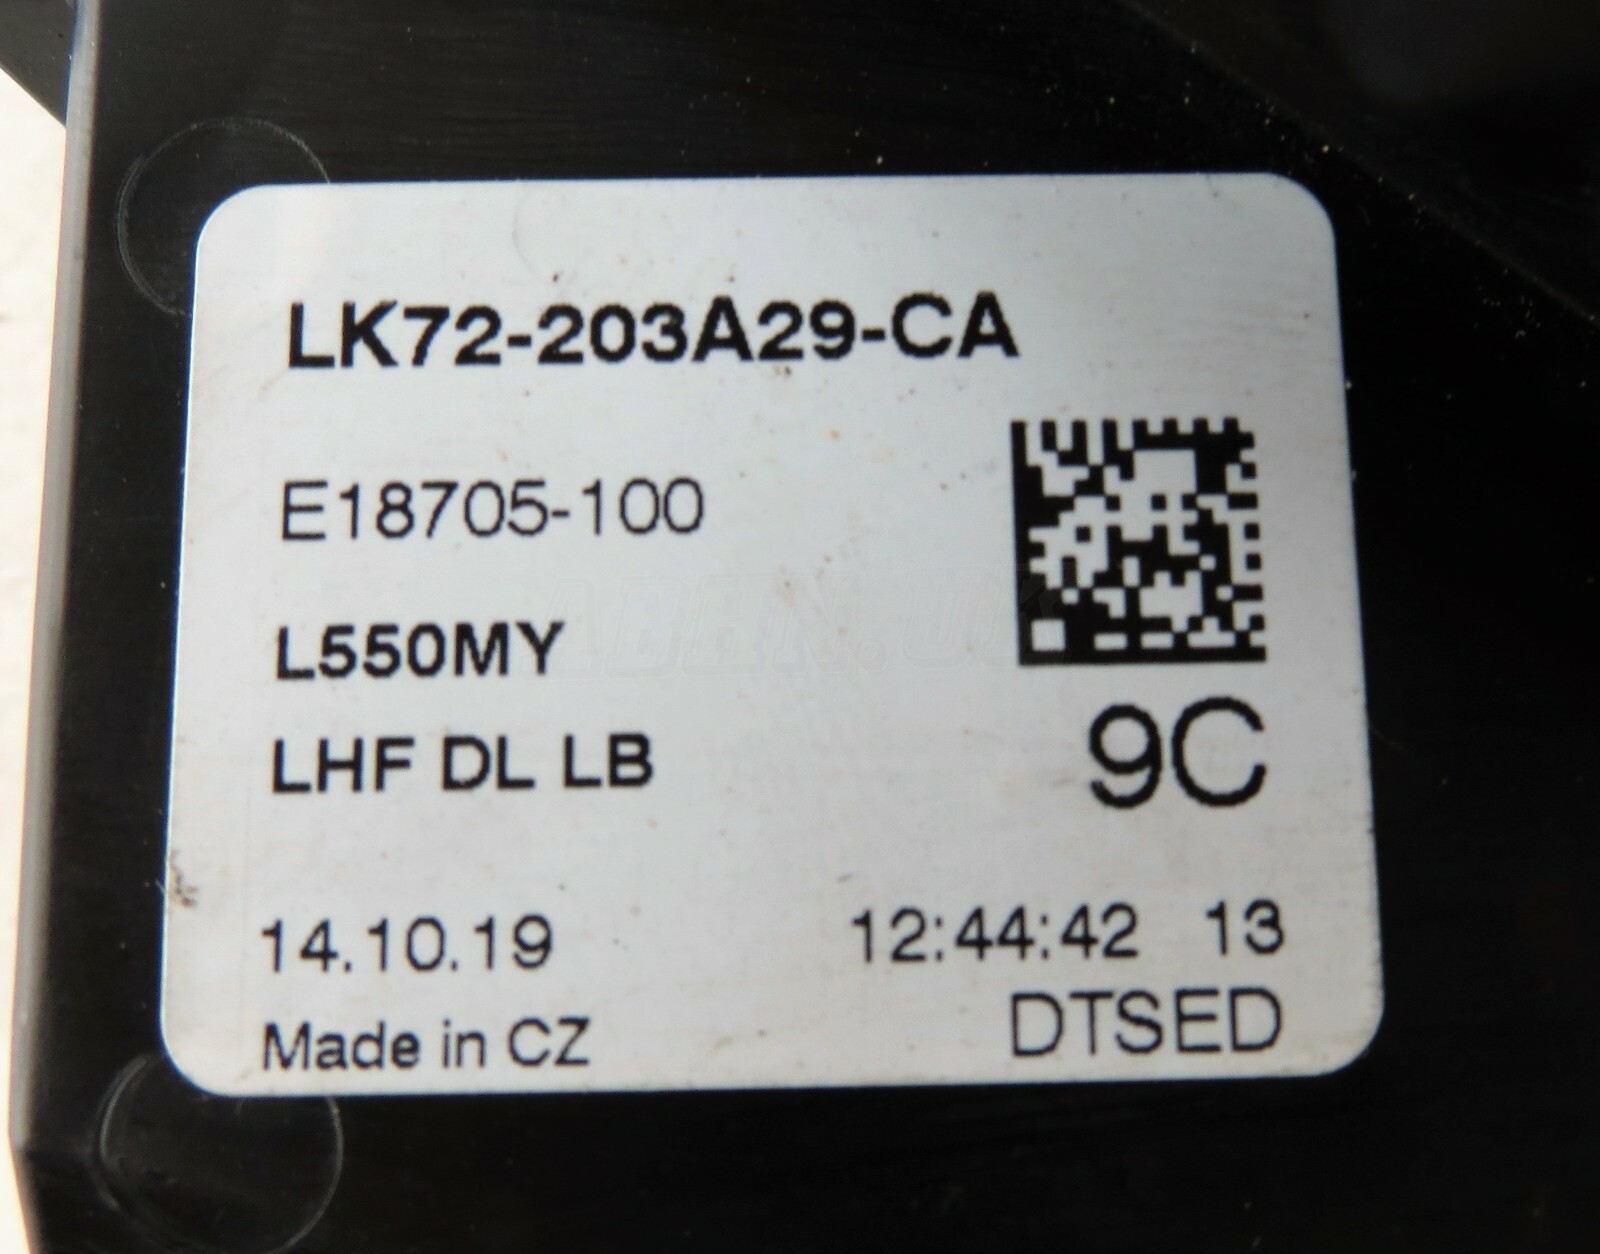 LK72-203A29-CA
E18705-100
L550MY
LHF DL LB
9C
14.10.19 12:44:42 13
Made in CZ DTSED